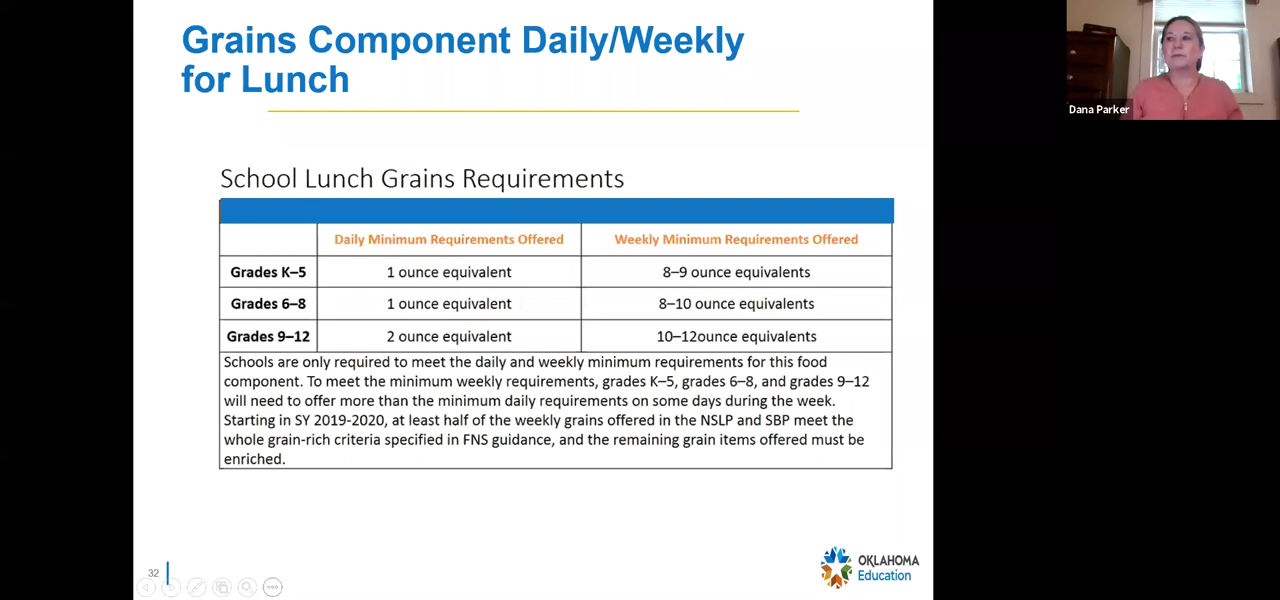 Grains Component Daily/Weekly
for Lunch
Dana Parker
School Lunch Grains Requirements
Daily Minimum Requirements Offered Weekly Minimum Requirements Offered
Grades K–5 1 ounce equivalent 8–9 ounce equivalents
Grades 6–8 1 ounce equivalent 8–10 ounce equivalents
Grades 9–12 2 ounce equivalent 10–12ounce equivalents
Schools are only required to meet the daily and weekly minimum requirements for this food
component. To meet the minimum weekly requirements, grades K–5, grades 6–8, and grades 9–12
will need to offer more than the minimum daily requirements on some days during the week.
Starting in SY 2019-2020, at least half of the weekly grains offered in the NSLP and SBP meet the
whole grain-rich criteria specified in FNS guidance, and the remaining grain items offered must be
enriched.
32
OKLAHOMA
Education